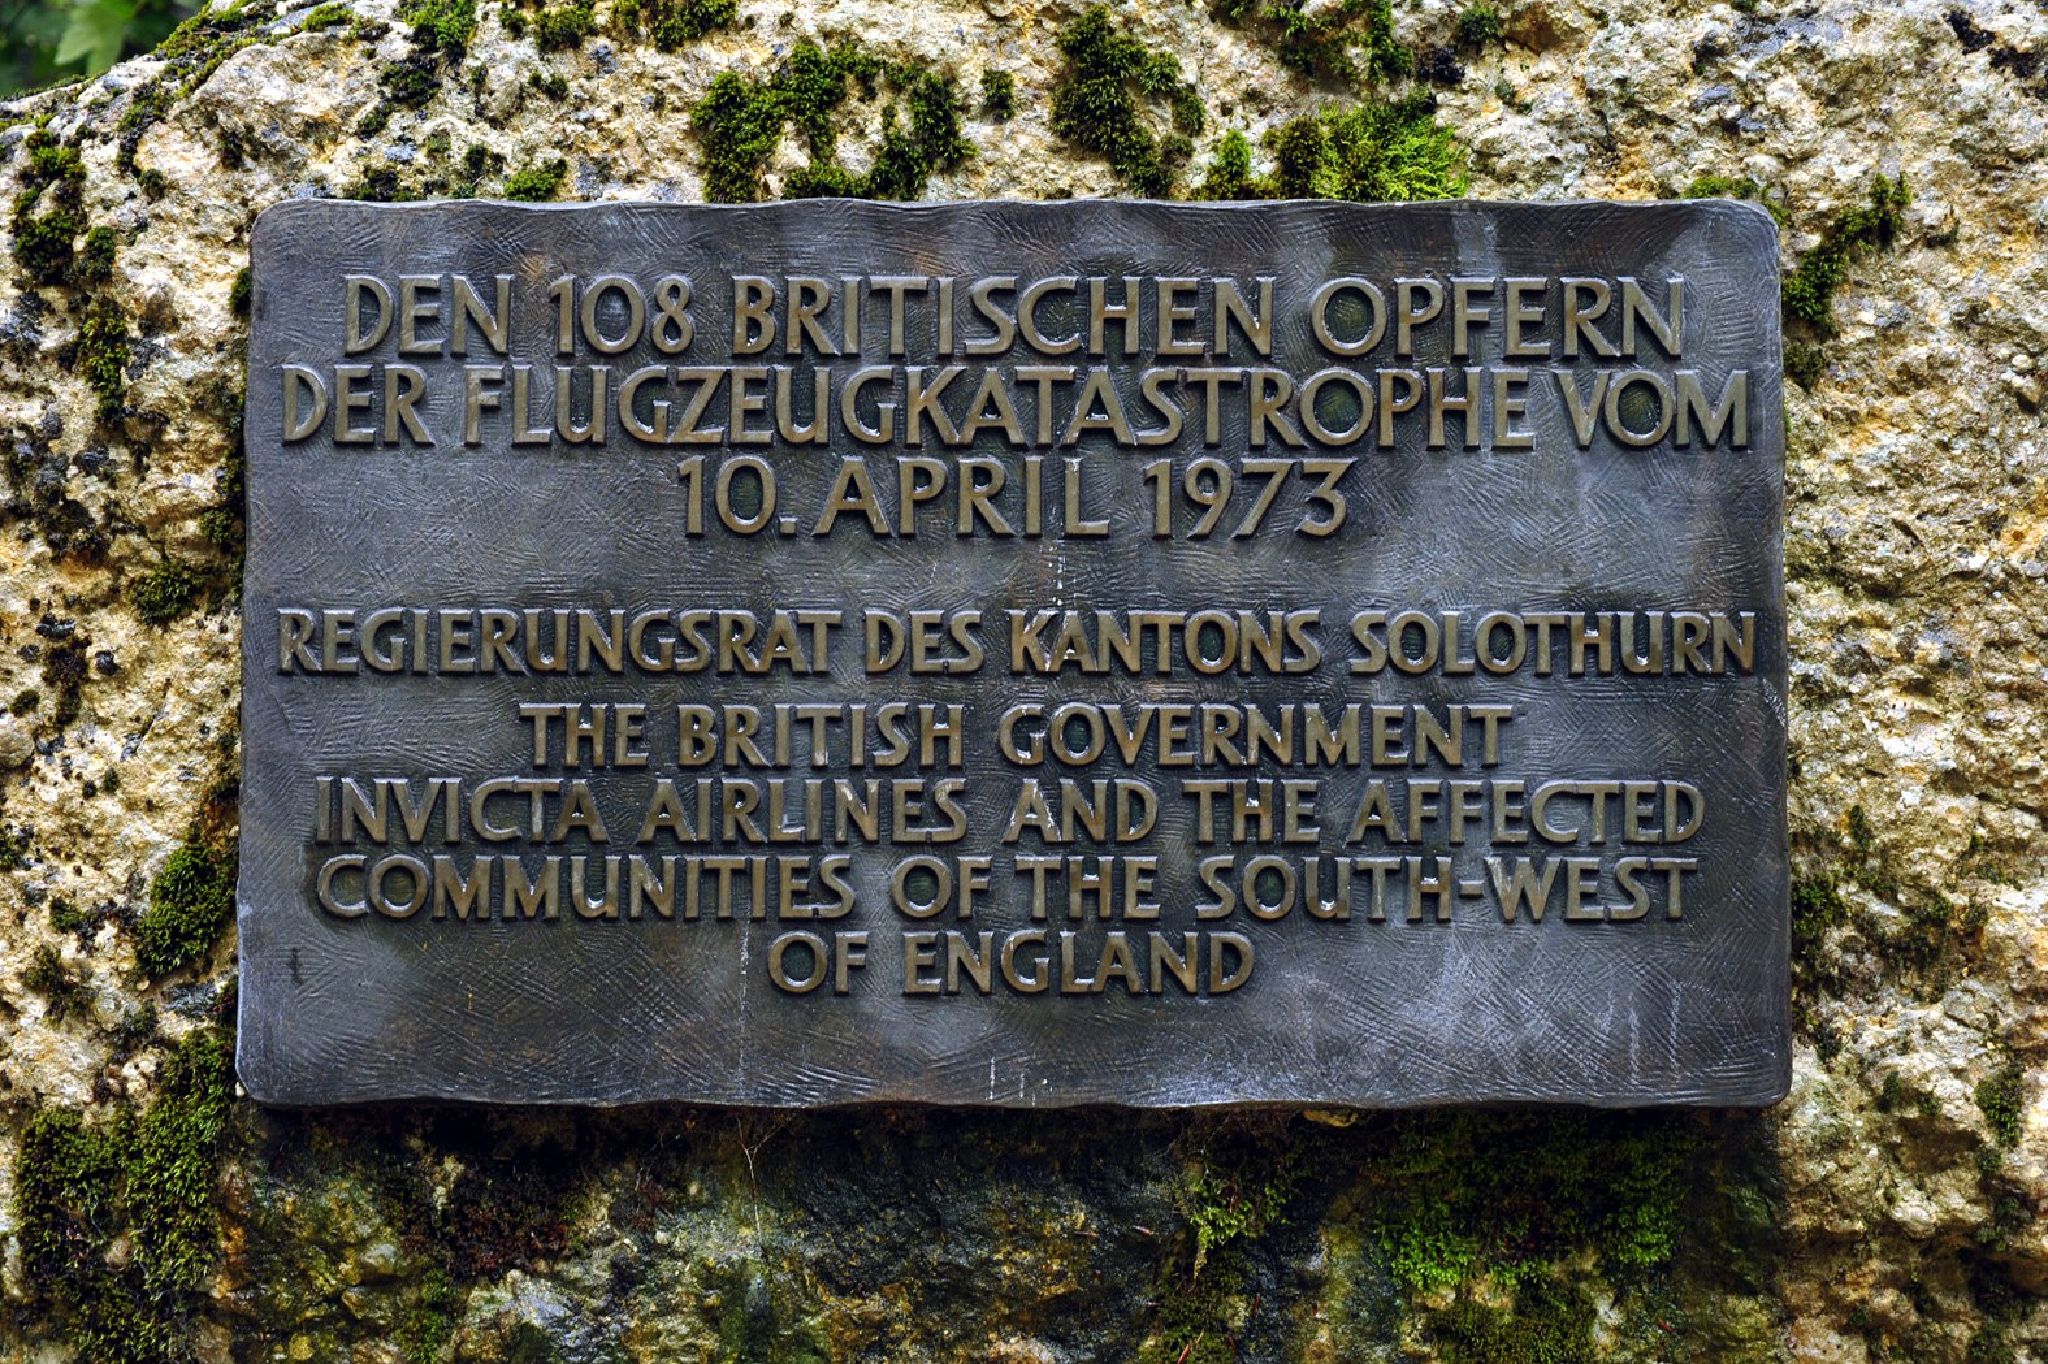 DEN 108 BRITISCHEN OPFERN
DER FLUGZEUGKATASTROPHE VOM
10. APRIL 1973
REGIERUNGSRAT DES KANTONS SOLOTHURN
THE BRITISH GOVERNMENT
INVICTA AIRLINES AND THE AFFECTED
COMMUNITIES OF THE SOUTH-WEST
OF ENGLAND